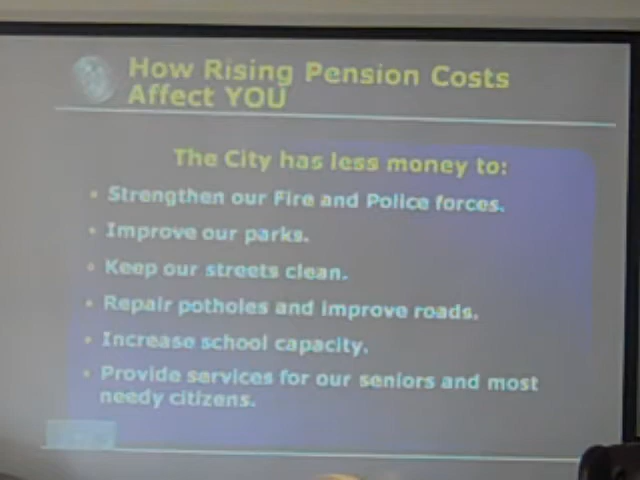 How Rising Pension Costs
Affect YOU
The City has less money to:
• Strengthen our Fire and Police forces.
• Improve our parks.
• Keep our streets clean.
• Repair potholes and improve roads.
• Increase school capacity.
• Provide services for our seniors and most
needy citizens.